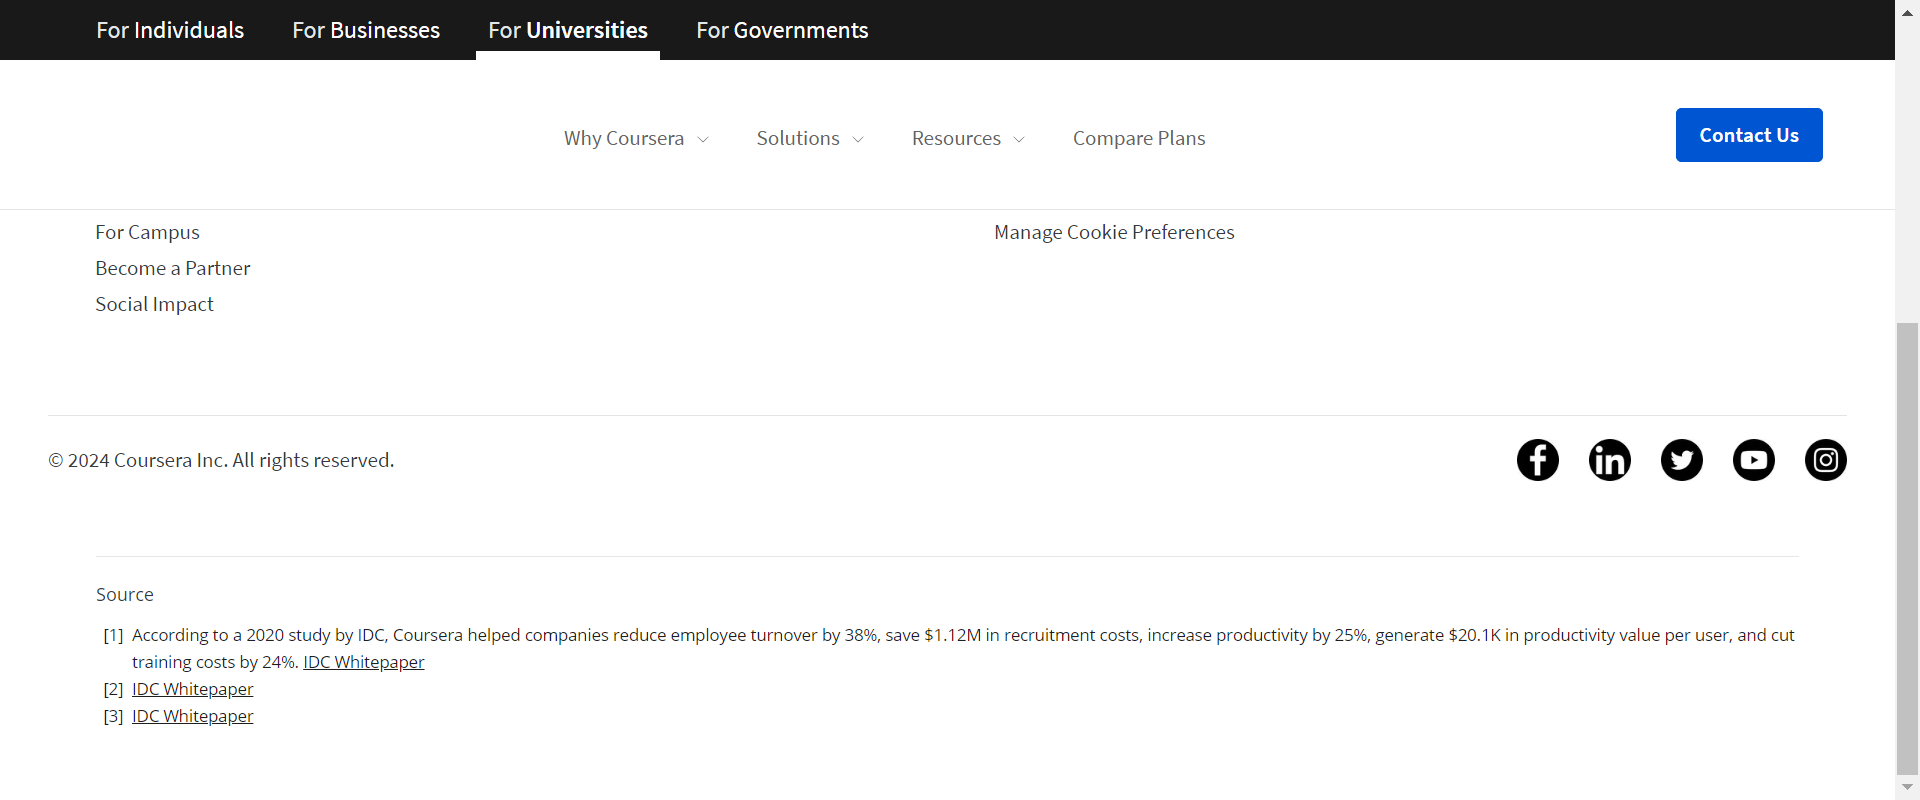 For Individuals For Businesses For Universities For Governments
Why Coursera Solutions Resources Compare Plans Contact Us
For Campus Manage Cookie Preferences
Become a Partner
Social Impact
© 2024 Coursera Inc. All rights reserved.
Source
[1] According to a 2020 study by IDC, Coursera helped companies reduce employee turnover by 38%, save $1.12M in recruitment costs, increase productivity by 25%, generate $20.1K in productivity value per user, and cut
training costs by 24%. IDC Whitepaper
[2] IDC Whitepaper
[3] IDC Whitepaper